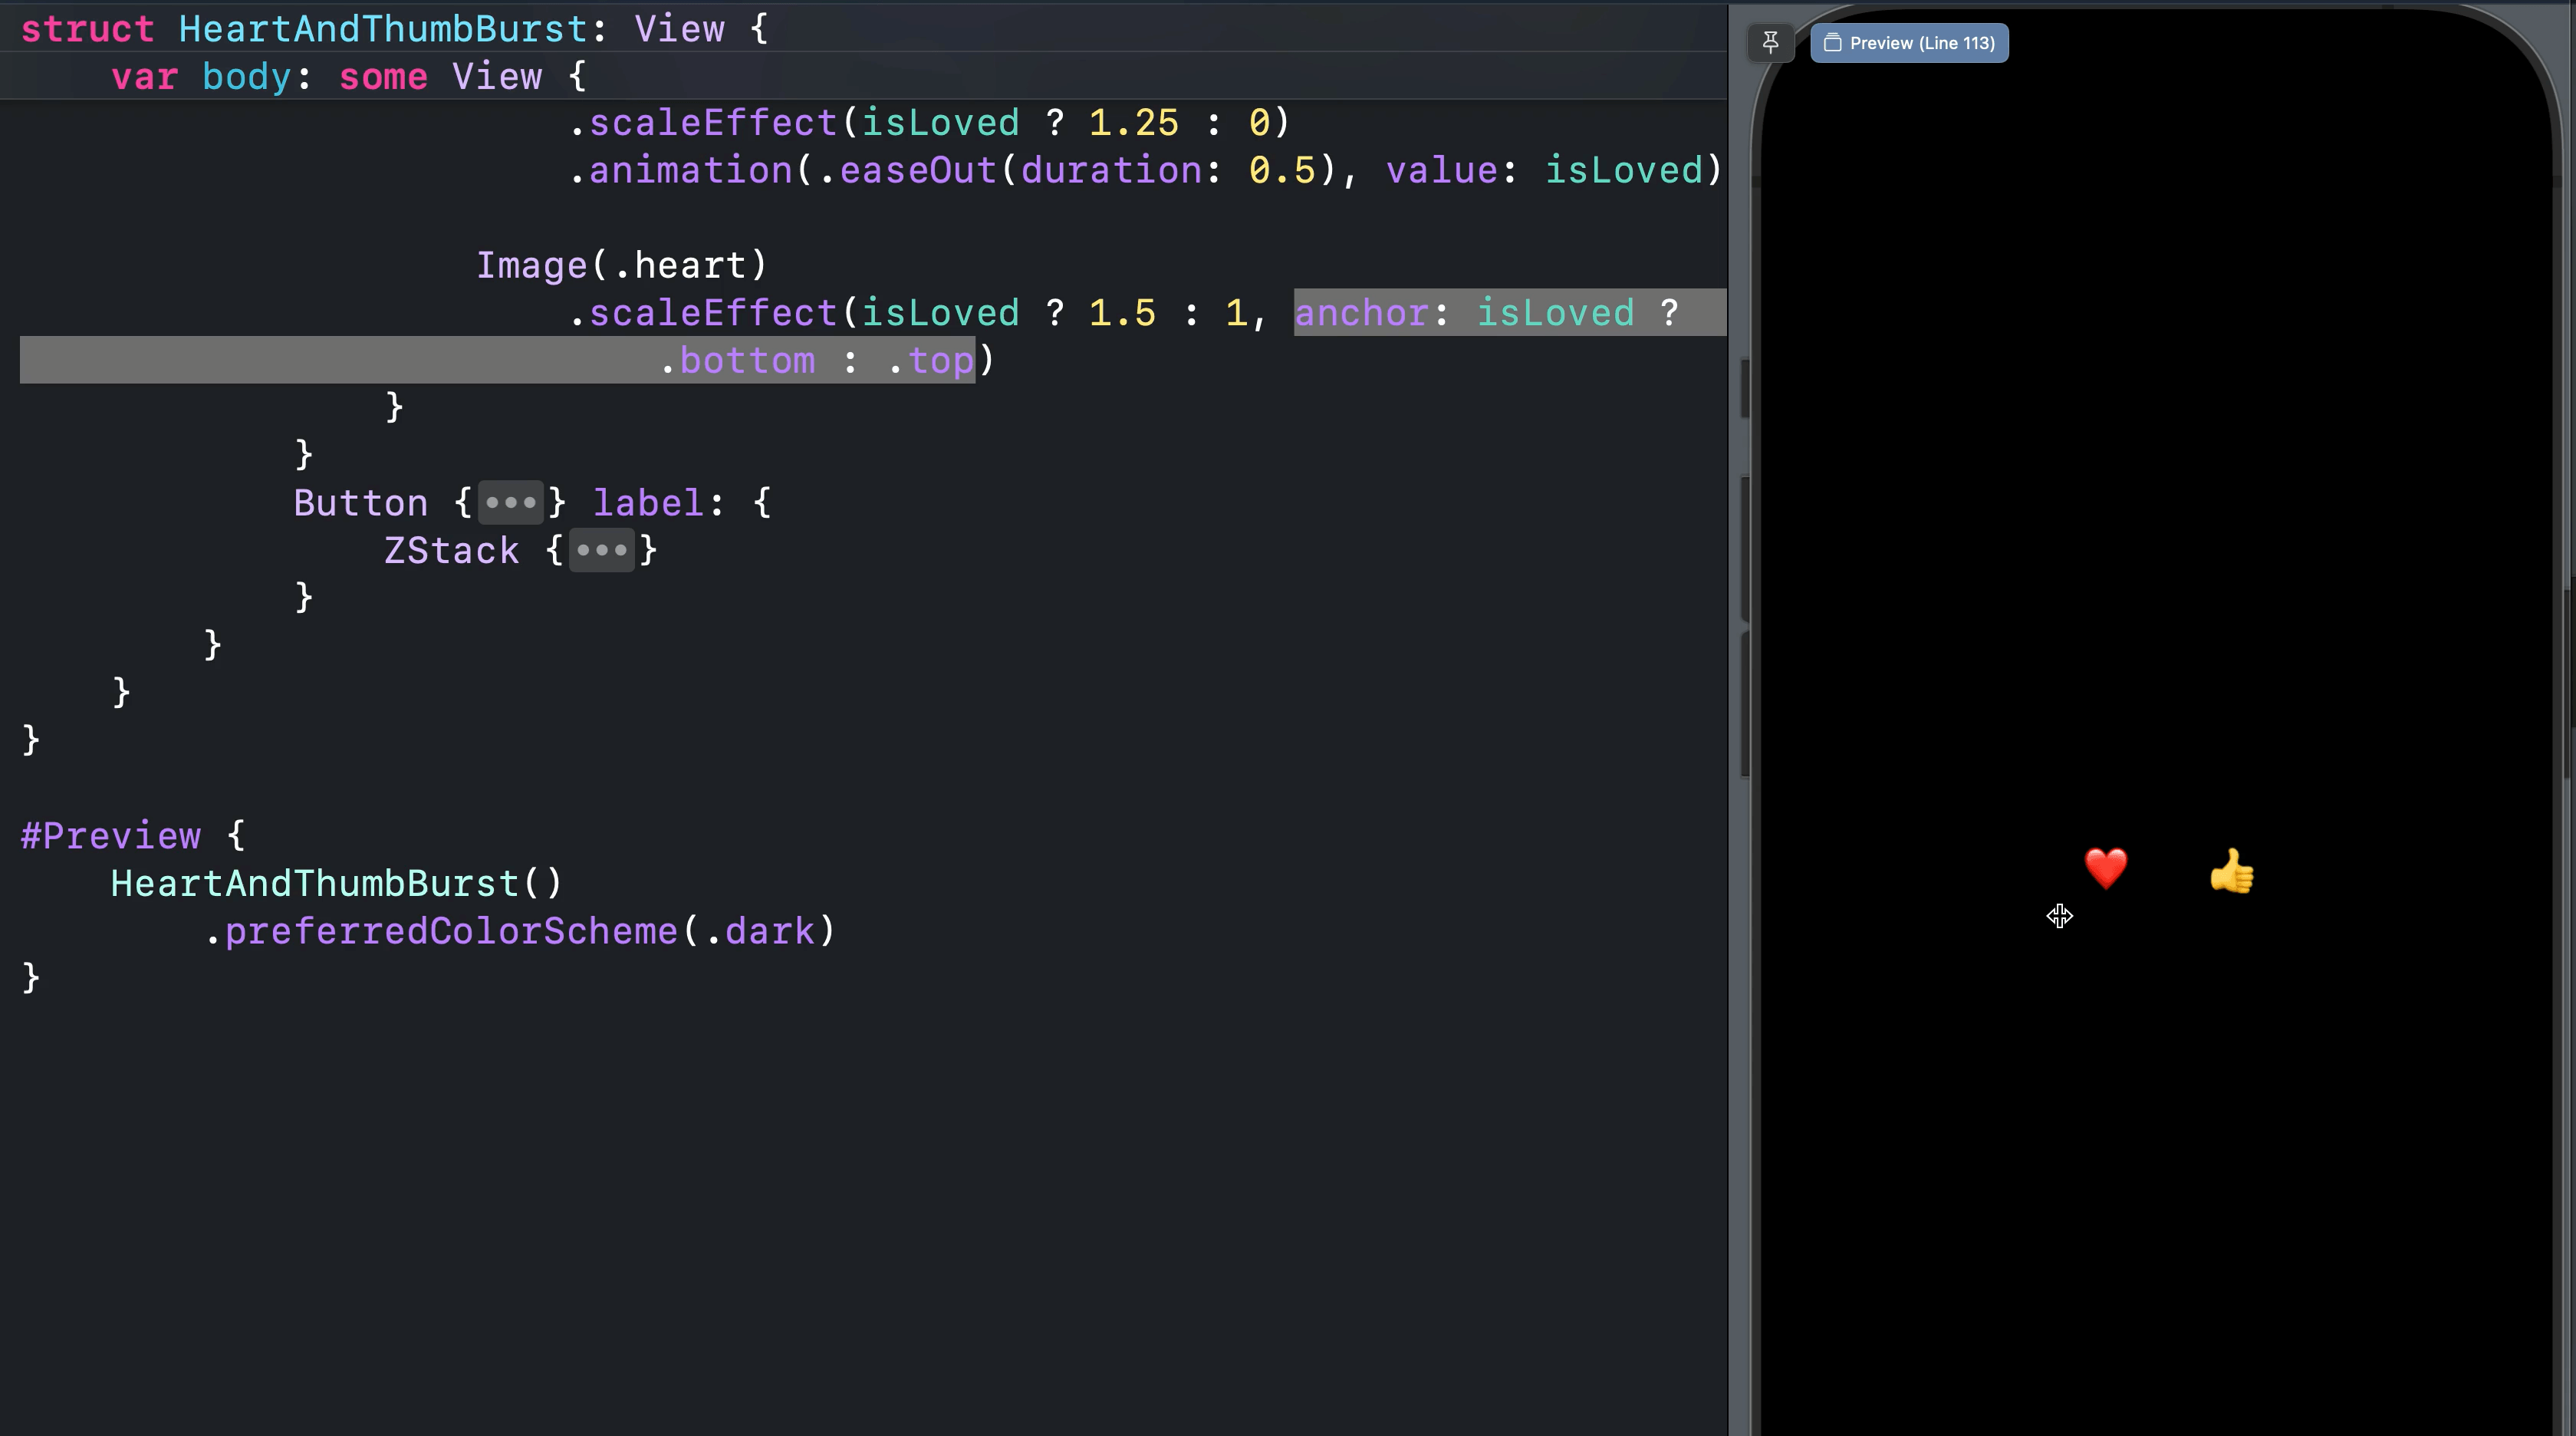 struct HeartAndThumbBurst: View {
var body: some View {
.scaleEffect(isLoved ? 1.25 : 0)
.animation(.easeOut(duration: 0.5), value: isLoved)
Image(.heart)
.scaleEffect(isLoved ? 1.5 : 1, anchor: isLoved ?
.bottom : .top)
}
}
Button {•••} label: {
ZStack {•••}
}
}
}
}
#Preview {
HeartAndThumbBurst()
.preferredColorScheme(.dark)
}
Preview (Line 113)